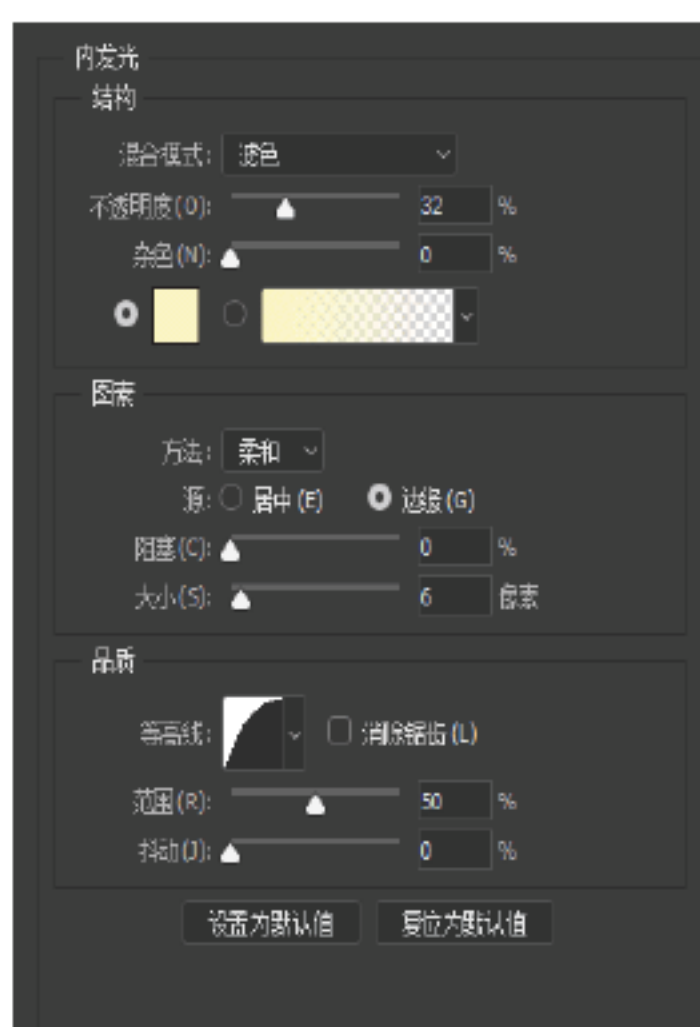 内发光
结构
混合模式: 滤色
不透明度(O): 32 %
杂色(N): 0 %
图素
方法: 柔和
源: 居中(E) 边缘(G)
阻塞(C): 0 %
大小(S): 6 像素
品质
等高线: 消除锯齿(L)
范围(R): 50 %
抖动(J): 0 %
设置为默认值 复位为默认值